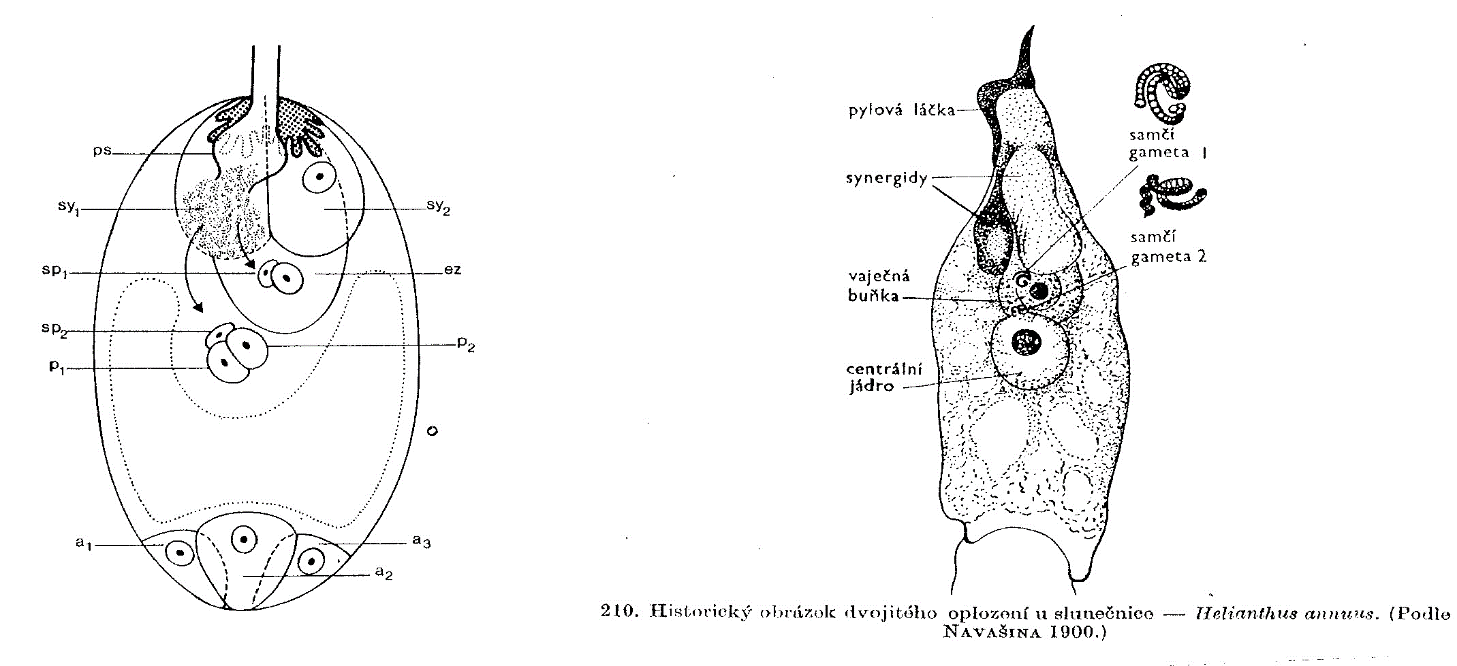 ps
sy1
sy2
sp1
ez
sp2
p2
p1
a1
a3
a2
pylová láčka
synergidy
vaječná
buňka
centrální
jádro
samčí
gameta 1
samčí
gameta 2
210. Historický obrázok dvojitého oplození u slunečnice — Helianthus annuus. (Podle
NAVAŠINA 1900.)